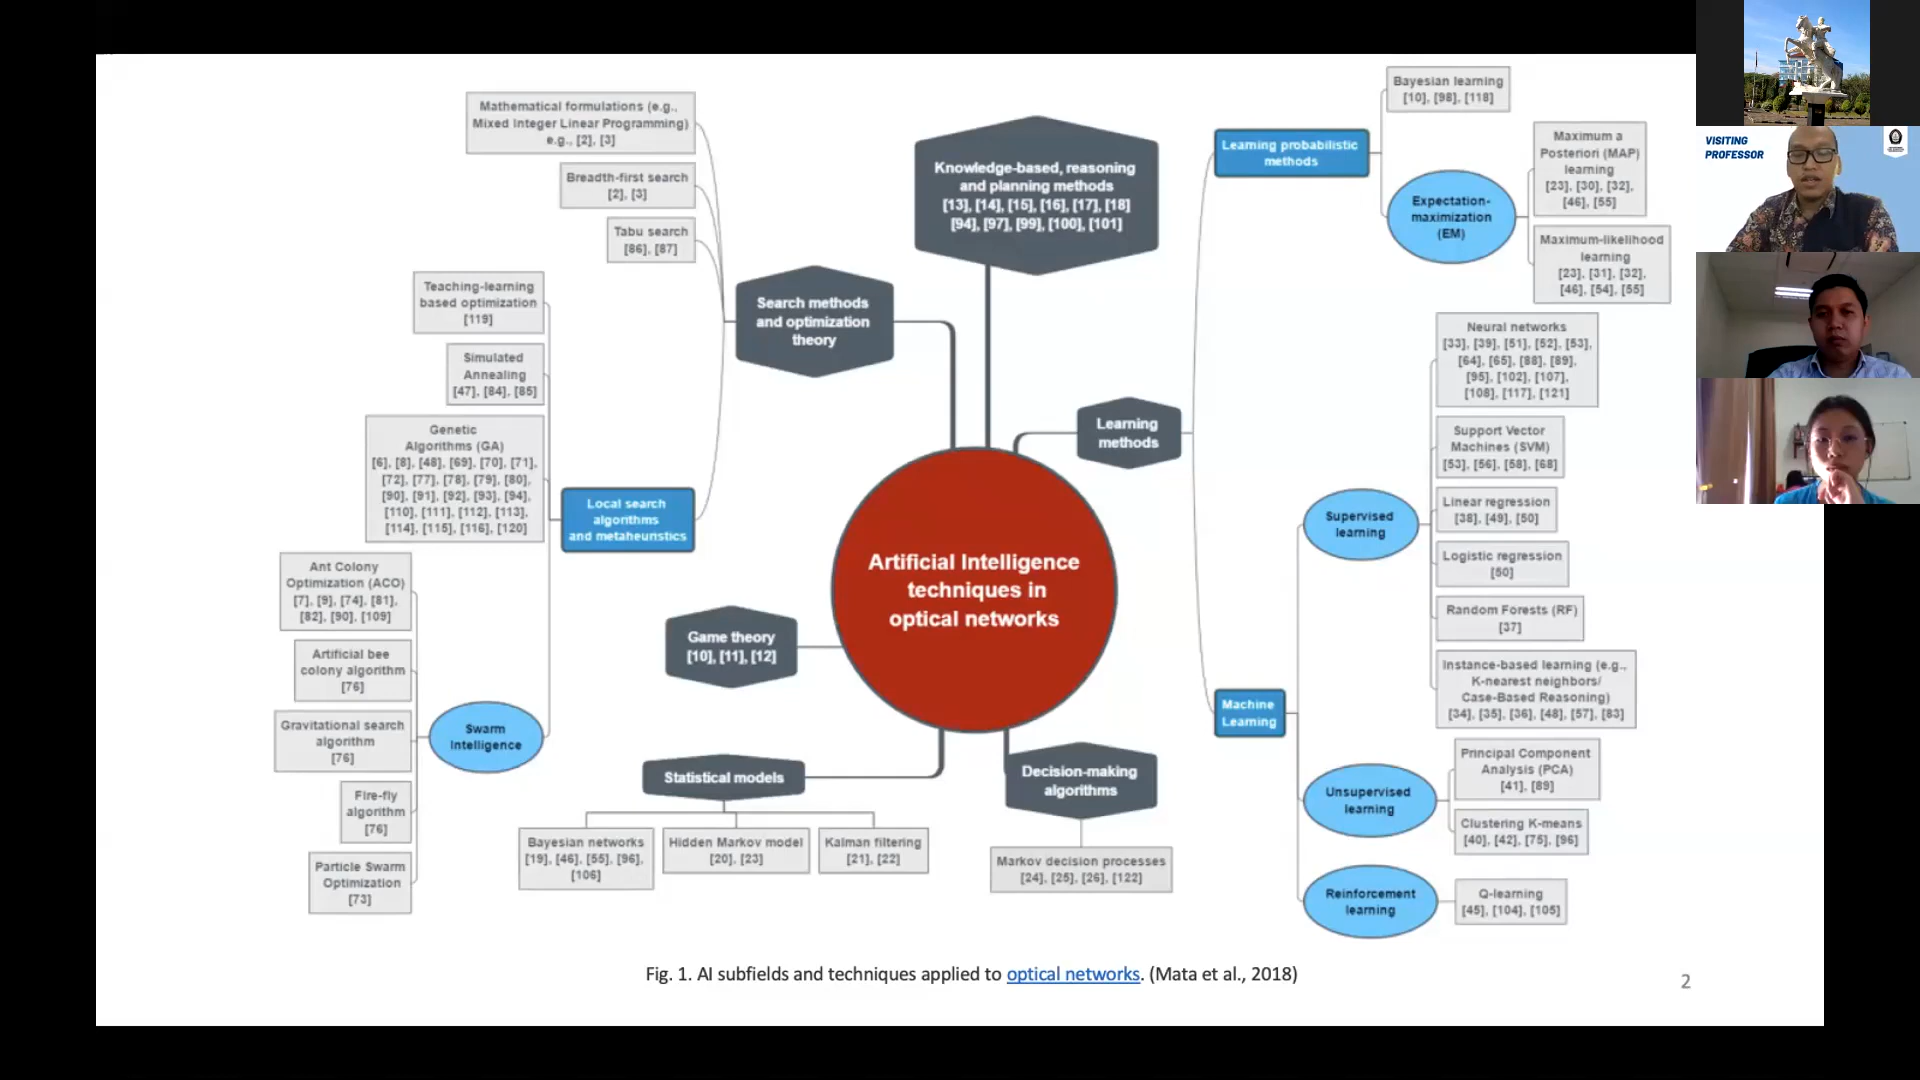 Mathematical formulations (e.g.,
Mixed Integer Linear Programming)
e.g., [2], [3]
Breadth-first search
[2], [3]
Tabu search
[86], [87]
Search methods
and optimization
theory
Teaching-learning
based optimization
[119]
Simulated
Annealing
[47], [84], [85]
Genetic
Algorithms (GA)
[6], [8], [48], [69], [70], [71],
[72], [77], [78], [79], [80],
[90], [91], [92], [93], [94],
[110], [111], [112], [113],
[114], [115], [116], [120]
Local search
algorithms
and metaheuristics
Ant Colony
Optimization (ACO)
[7], [9], [74], [81],
[82], [90], [109]
Artificial bee
colony algorithm
[76]
Gravitational search
algorithm
[76]
Fire-fly
algorithm
[76]
Particle Swarm
Optimization
[73]
Swarm
Intelligence
Knowledge-based, reasoning
and planning methods
[13], [14], [15], [16], [17], [18]
[94], [97], [99], [100], [101]
Artificial Intelligence
techniques in
optical networks
Game theory
[10], [11], [12]
Statistical models
Bayesian networks
[19], [46], [55], [96],
[106]
Hidden Markov model
[20], [23]
Kalman filtering
[21], [22]
Decision-making
algorithms
Markov decision processes
[24], [25], [26], [122]
Learning
methods
Learning probabilistic
methods
Bayesian learning
[10], [98], [118]
Expectation-
maximization
(EM)
Maximum a
Posteriori (MAP)
learning
[23], [30], [32],
[46], [55]
Maximum-likelihood
learning
[23], [31], [32],
[46], [54], [55]
Machine
Learning
Supervised
learning
Neural networks
[33], [39], [51], [52], [53],
[64], [65], [88], [89],
[95], [102], [107],
[108], [117], [121]
Support Vector
Machines (SVM)
[53], [56], [58], [68]
Linear regression
[38], [49], [50]
Logistic regression
[50]
Random Forests (RF)
[37]
Instance-based learning (e.g.,
K-nearest neighbors/
Case-Based Reasoning)
[34], [35], [36], [48], [57], [83]
Unsupervised
learning
Principal Component
Analysis (PCA)
[41], [89]
Clustering K-means
[40], [42], [75], [96]
Reinforcement
learning
Q-learning
[45], [104], [105]
Fig. 1. AI subfields and techniques applied to optical networks. (Mata et al., 2018)
2
VISITING
PROFESSOR